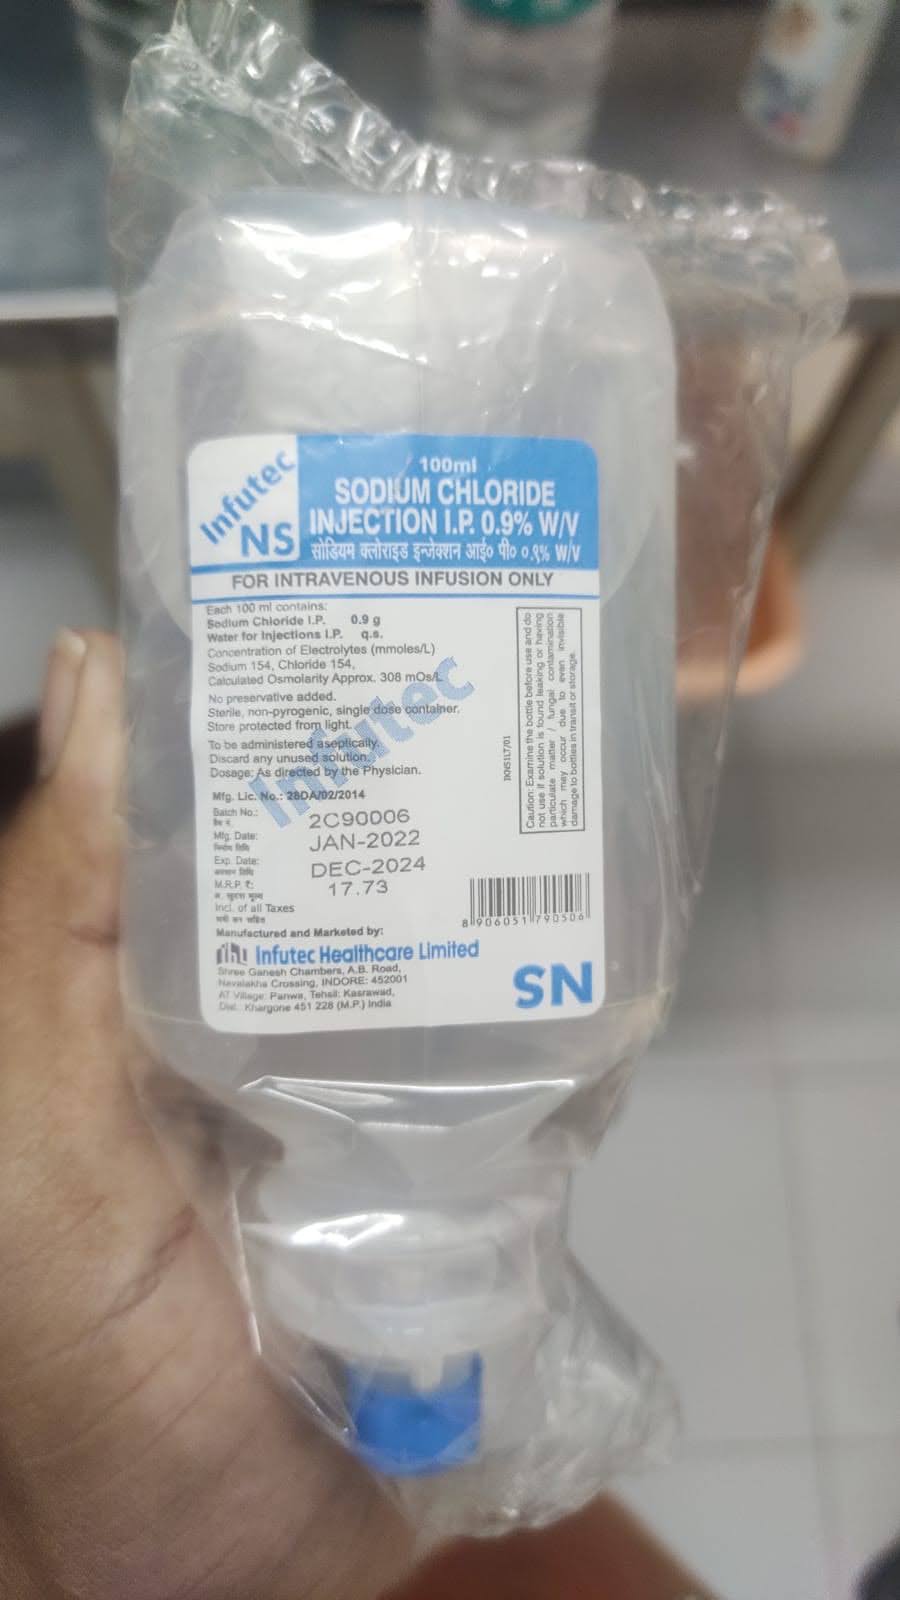 Infutec
NS
100ml
SODIUM CHLORIDE
INJECTION I.P. 0.9% W/V
सोडियम क्लोराइड इन्जेक्शन आई० पी० ०.९% W/V
FOR INTRAVENOUS INFUSION ONLY
Each 100 ml contains:
Sodium Chloride I.P. 0.9 g
Water for Injections I.P. q.s.
Concentration of Electrolytes (mmoles/L)
Sodium 154, Chloride 154,
Calculated Osmolarity Approx. 308 mOs/L
No preservative added.
Sterile, non-pyrogenic, single dose container.
Store protected from light.
To be administered aseptically.
Discard any unused solution.
Dosage: As directed by the Physician.
Infutec
Caution: Examine the bottle before use and do
not use if solution is found leaking or having
particulate matter / fungal contamination
which may occur due to even invisible
damage to bottles in transit or storage.
Mfg. Lic. No.: 28DA/02/2014
Batch No.: 2C90006
बैच नं.
Mfg. Date: JAN-2022
निर्माण तिथि
Exp. Date: DEC-2024
अवसान तिथि
M.R.P. ₹: 17.73
अ. खुदरा मूल्य
Incl. of all Taxes
सभी कर सहित
8 906051 790506
Manufactured and Marketed by:
Infutec Healthcare Limited
Shree Ganesh Chambers, A.B. Road,
Navalakha Crossing, INDORE: 452001
AT Village: Panwa, Tehsil: Kasrawad,
Dist.: Khargone 451 228 (M.P.) India
SN